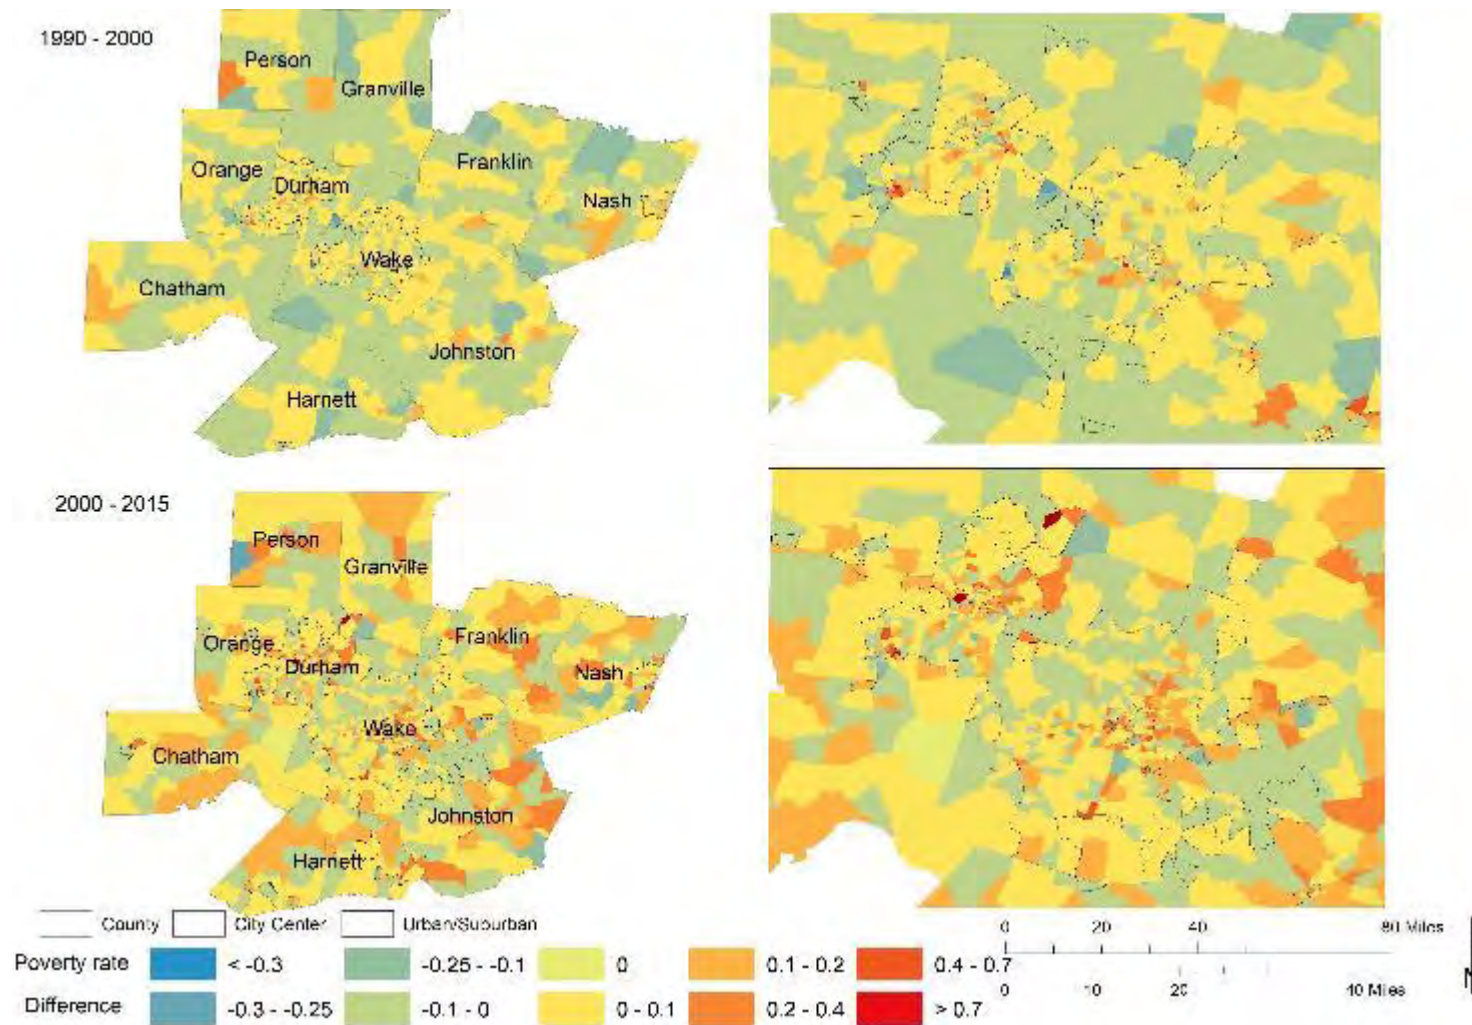 1990 - 2000
Person
Granville
Orange
Durham
Franklin
Nash
Wake
Chatham
Johnston
Harnett
2000 - 2015
Person
Granville
Orange
Durham
Franklin
Nash
Wake
Chatham
Johnston
Harnett
County City Center Urban/Suburban
0 20 40 80 Miles
Poverty rate < -0.3 -0.25 - -0.1 0 0.1 - 0.2 0.4 - 0.7
Difference -0.3 - -0.25 -0.1 - 0 0 - 0.1 0.2 - 0.4 > 0.7
0 10 20 40 Miles
N